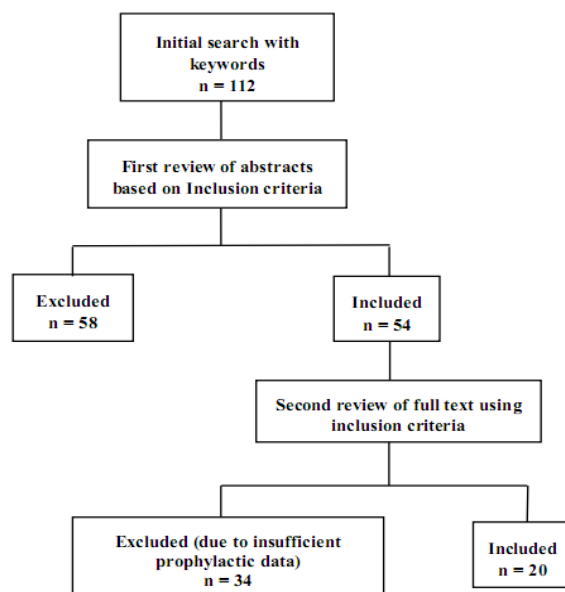 Initial search with
keywords
n = 112
First review of abstracts
based on Inclusion criteria
Excluded
n = 58
Included
n = 54
Second review of full text using
inclusion criteria
Excluded (due to insufficient
prophylactic data)
n = 34
Included
n = 20